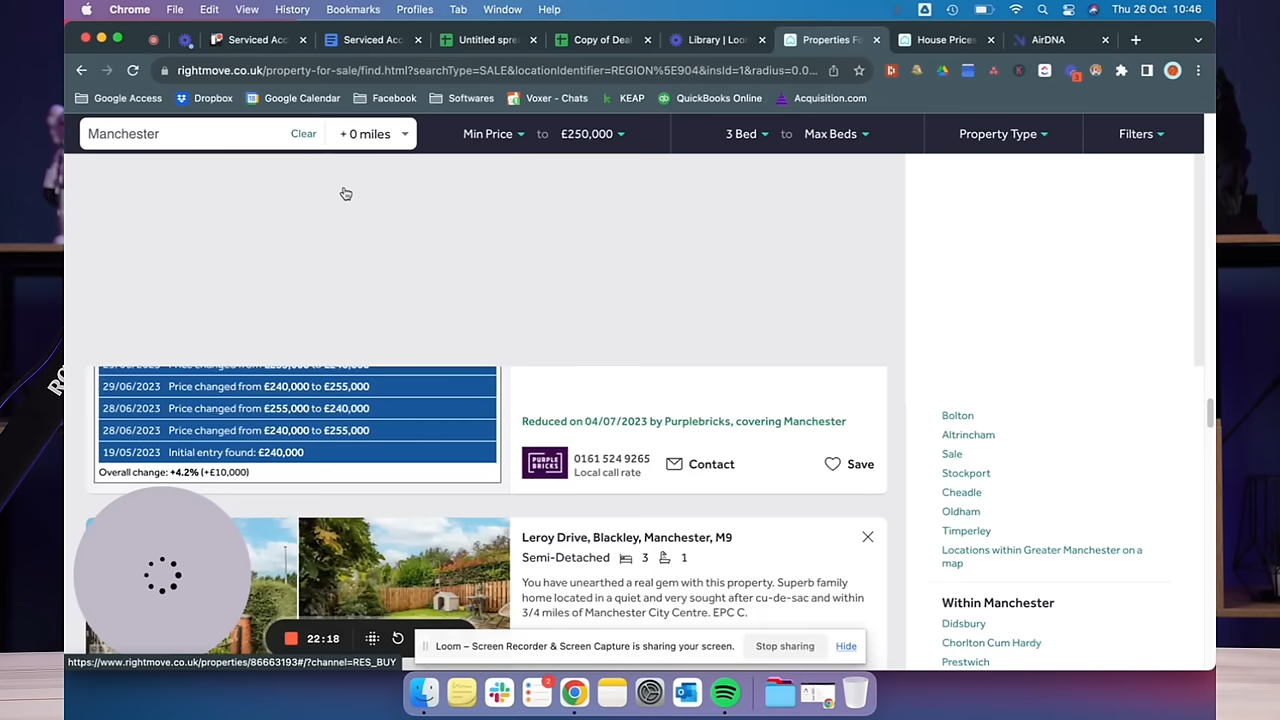 Chrome File Edit View History Bookmarks Profiles Tab Window Help Thu 26 Oct 10:46
Serviced Acc Serviced Acc Untitled spre Copy of Deal Library | Loon Properties Fo House Prices AirDNA
rightmove.co.uk/property-for-sale/find.html?searchType=SALE&locationIdentifier=REGION%5E904&insId=1&radius=0.0...
Google Access Dropbox Google Calendar Facebook Softwares Voxer - Chats KEAP QuickBooks Online Acquisition.com
Manchester Clear + 0 miles Min Price to £250,000 3 Bed to Max Beds Property Type Filters
29/06/2023 Price changed from £255,000 to £240,000
29/06/2023 Price changed from £240,000 to £255,000
28/06/2023 Price changed from £255,000 to £240,000
28/06/2023 Price changed from £240,000 to £255,000
19/05/2023 Initial entry found: £240,000
Overall change: +4.2% (+£10,000)
Reduced on 04/07/2023 by Purplebricks, covering Manchester
PURPLE
BRICKS
0161 524 9265
Local call rate
Contact
Save
Leroy Drive, Blackley, Manchester, M9
Semi-Detached 3 1
You have unearthed a real gem with this property. Superb family
home located in a quiet and very sought after cu-de-sac and within
3/4 miles of Manchester City Centre. EPC C.
Bolton
Altrincham
Sale
Stockport
Cheadle
Oldham
Timperley
Locations within Greater Manchester on a
map
Within Manchester
Didsbury
Chorlton Cum Hardy
Prestwich
22:18
Loom – Screen Recorder & Screen Capture is sharing your screen. Stop sharing Hide
https://www.rightmove.co.uk/properties/86663193#/?channel=RES_BUY